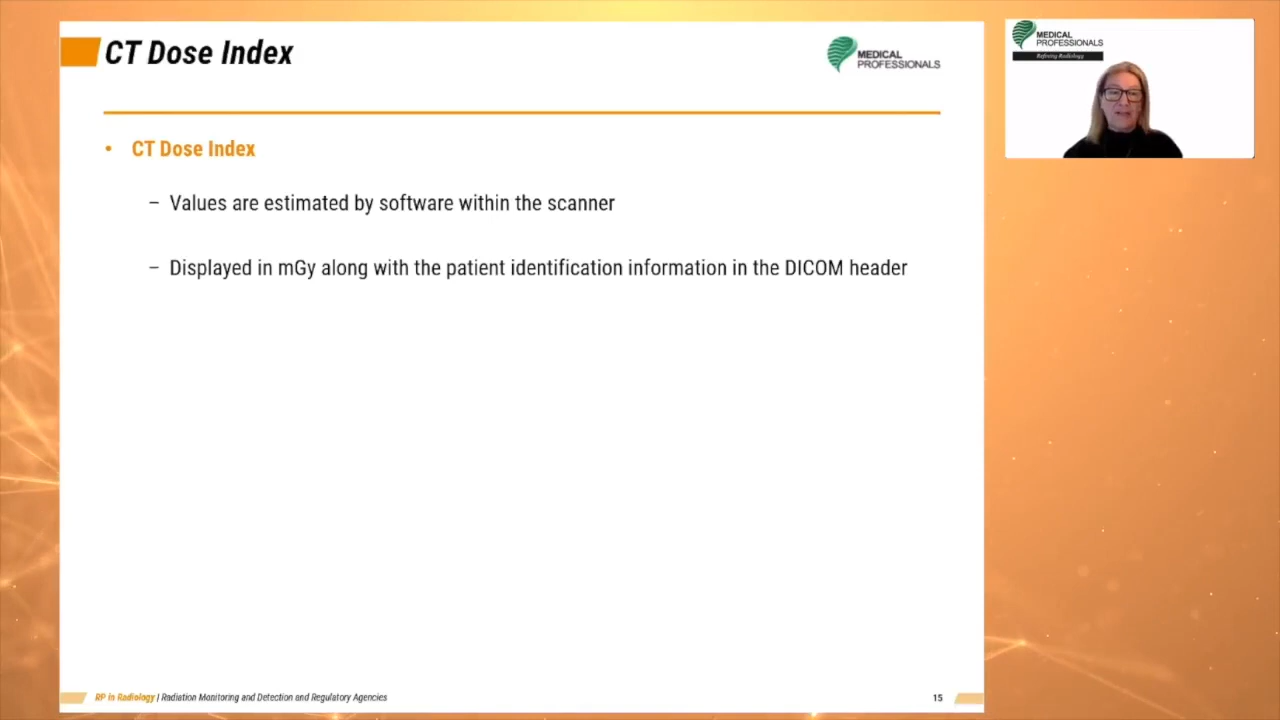 CT Dose Index
MEDICAL
PROFESSIONALS
• CT Dose Index
– Values are estimated by software within the scanner
– Displayed in mGy along with the patient identification information in the DICOM header
RP in Radiology | Radiation Monitoring and Detection and Regulatory Agencies
15
MEDICAL
PROFESSIONALS
Refining Radiology